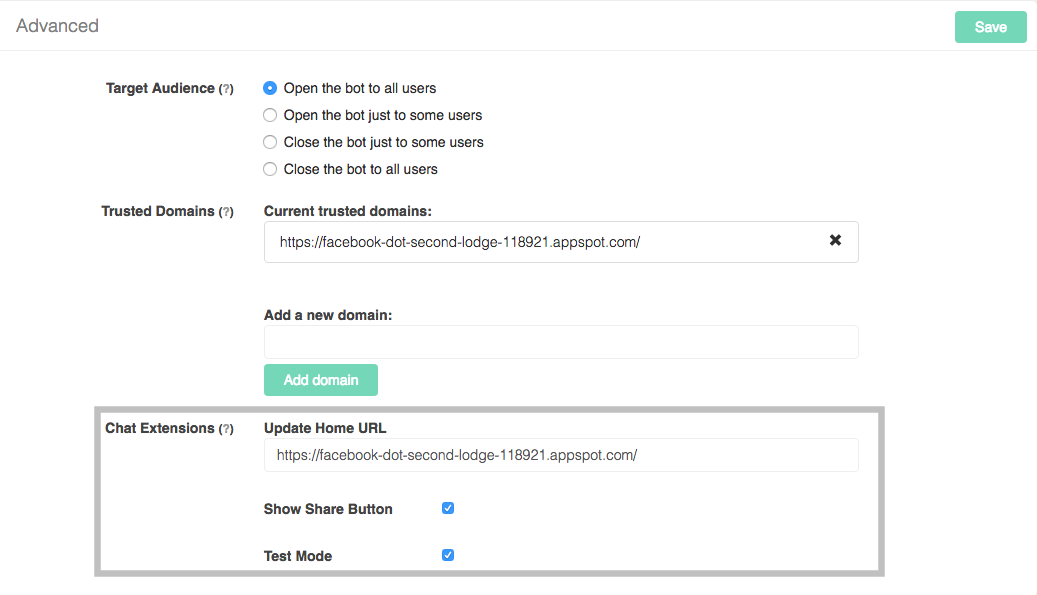 Advanced
Save
Target Audience (?)
Open the bot to all users
Open the bot just to some users
Close the bot just to some users
Close the bot to all users
Trusted Domains (?)
Current trusted domains:
https://facebook-dot-second-lodge-118921.appspot.com/
Add a new domain:
Add domain
Chat Extensions (?)
Update Home URL
https://facebook-dot-second-lodge-118921.appspot.com/
Show Share Button
Test Mode